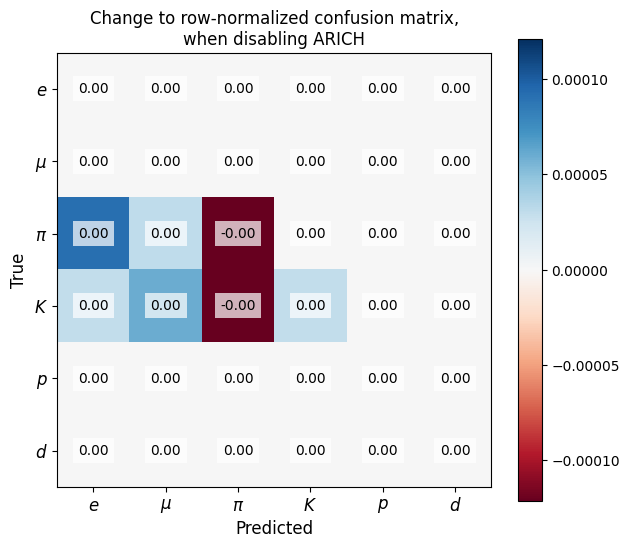 Change to row-normalized confusion matrix,
when disabling ARICH
e 0.00 0.00 0.00 0.00 0.00 0.00
μ 0.00 0.00 0.00 0.00 0.00 0.00
π 0.00 0.00 -0.00 0.00 0.00 0.00
K 0.00 0.00 -0.00 0.00 0.00 0.00
p 0.00 0.00 0.00 0.00 0.00 0.00
d 0.00 0.00 0.00 0.00 0.00 0.00
e μ π K p d
True
Predicted
0.00010
0.00005
0.00000
−0.00005
−0.00010